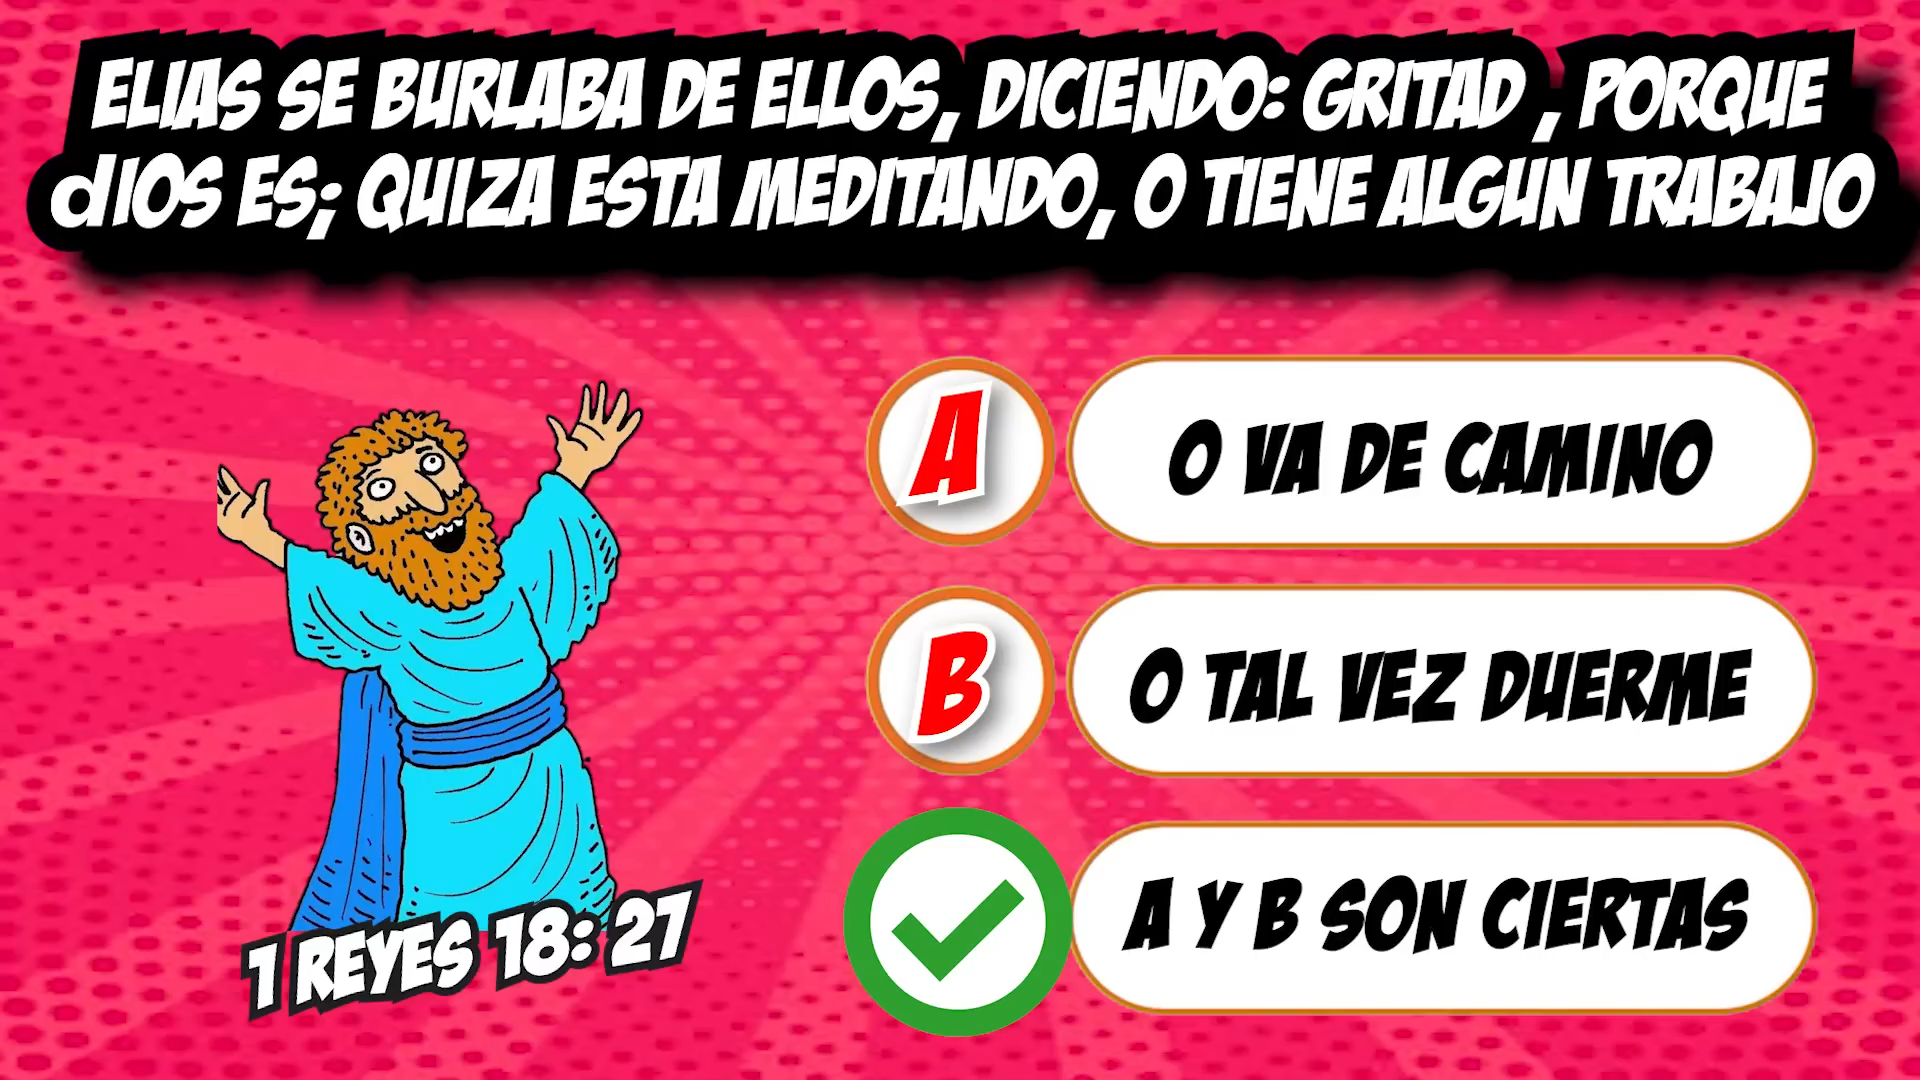 ELIAS SE BURLABA DE ELLOS, DICIENDO: GRITAD , PORQUE
dIOS ES; QUIZA ESTA MEDITANDO, O TIENE ALGUN TRABAJO
A
O VA DE CAMINO
B
O TAL VEZ DUERME
A Y B SON CIERTAS
1 REYES 18: 27